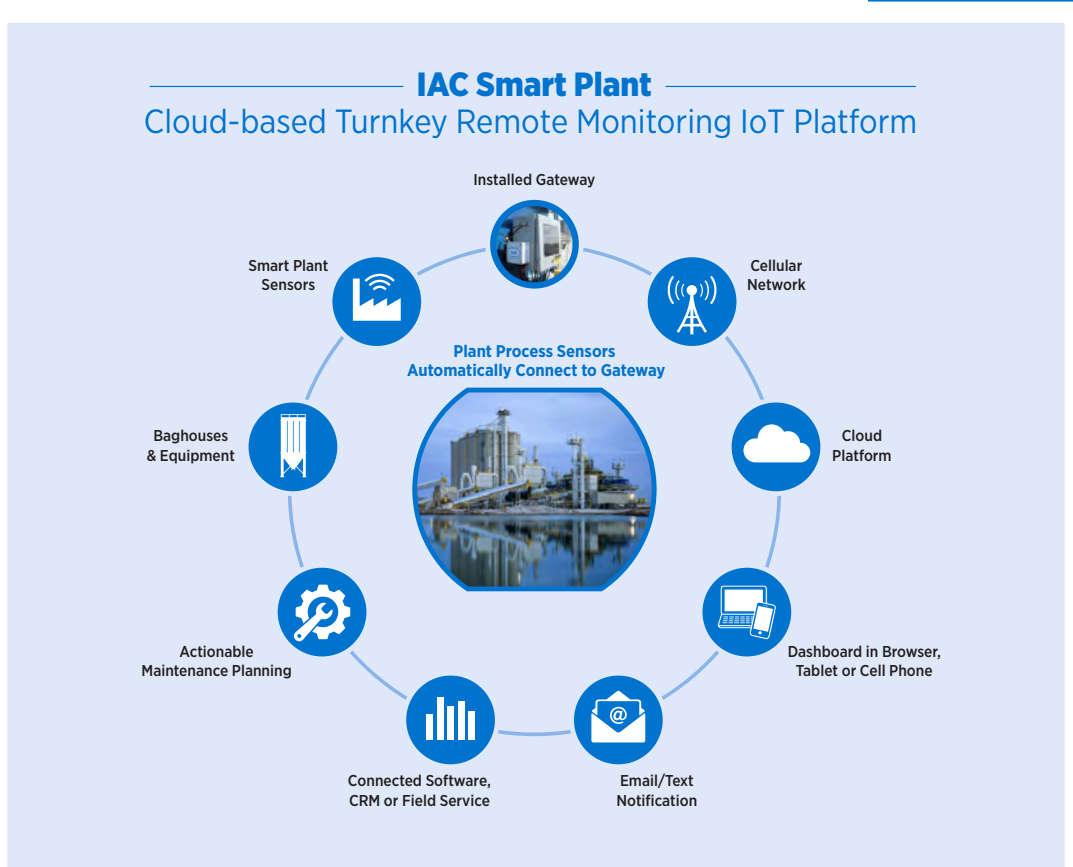 IAC Smart Plant
Cloud-based Turnkey Remote Monitoring IoT Platform
Installed Gateway
Smart Plant
Sensors
Cellular
Network
Plant Process Sensors
Automatically Connect to Gateway
Baghouses
& Equipment
Cloud
Platform
Actionable
Maintenance Planning
Dashboard in Browser,
Tablet or Cell Phone
@
Connected Software,
CRM or Field Service
Email/Text
Notification